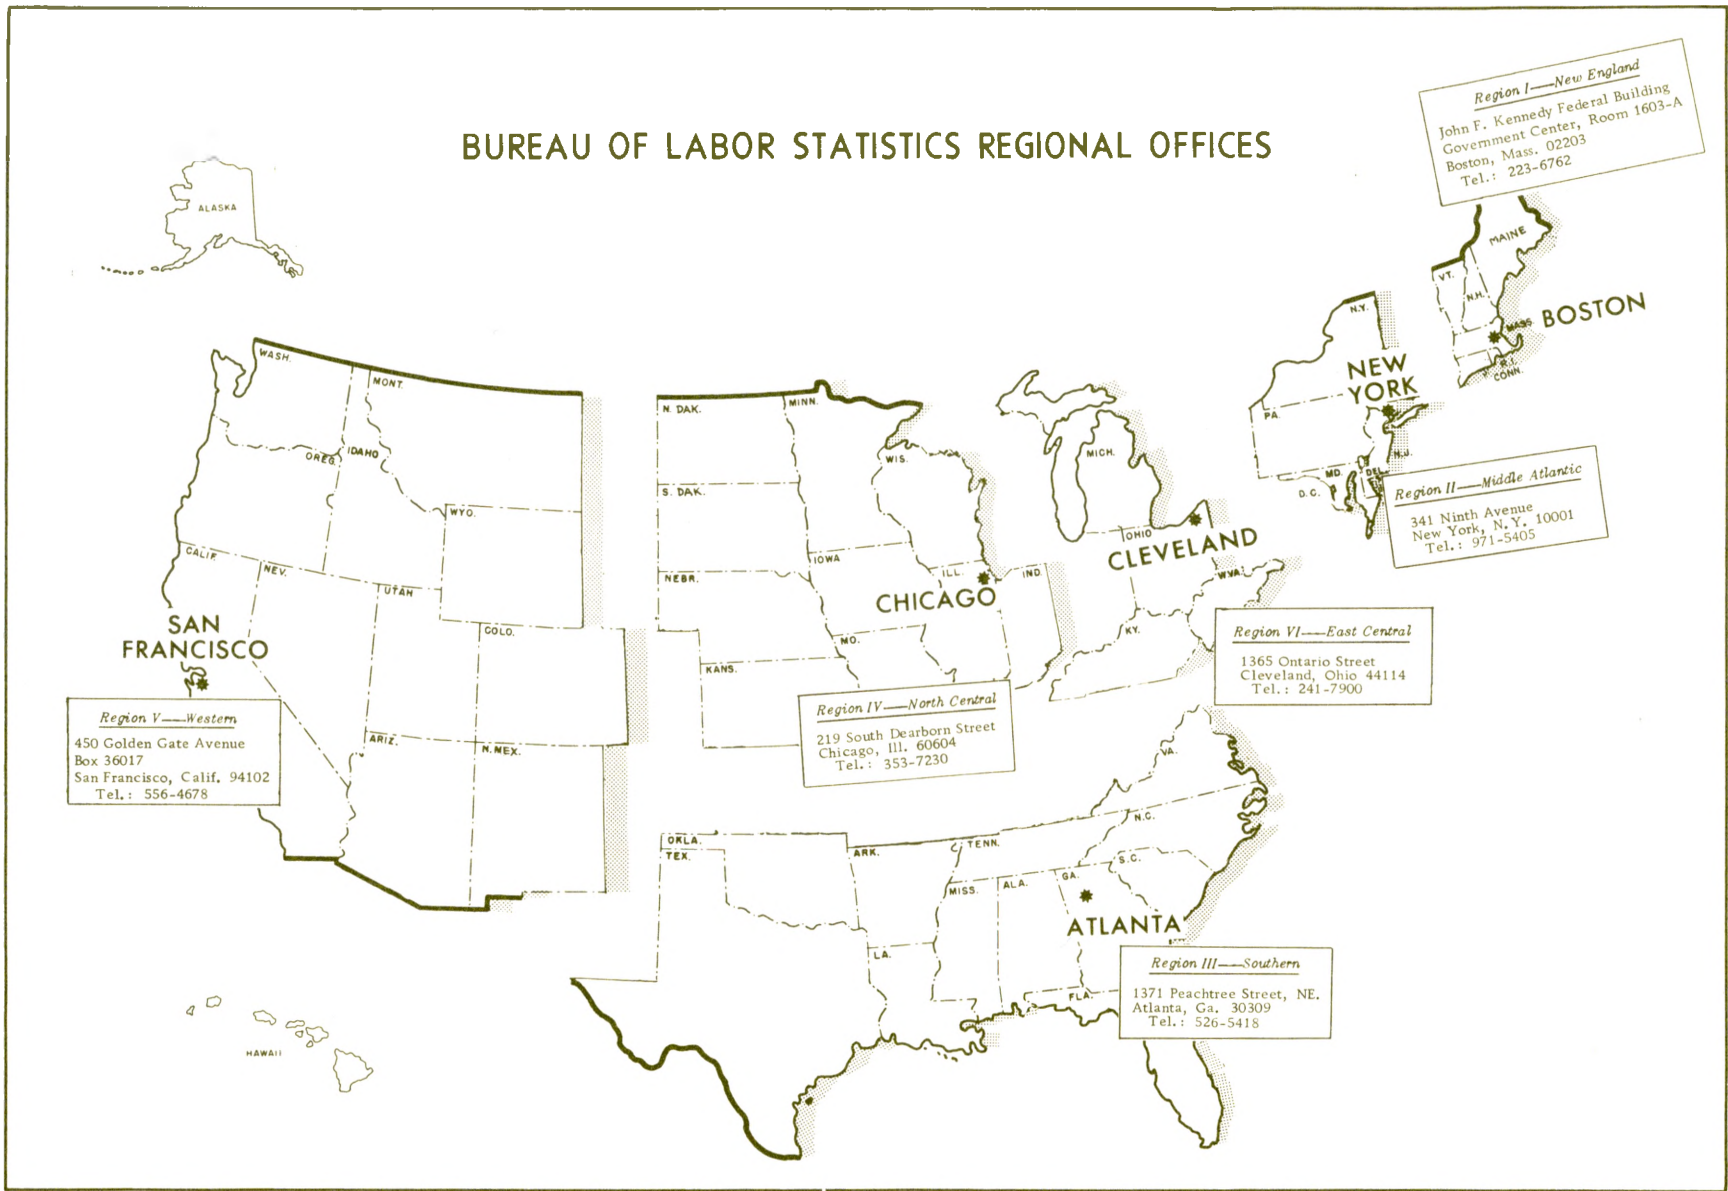 BUREAU OF LABOR STATISTICS REGIONAL OFFICES
Region I—New England
John F. Kennedy Federal Building
Government Center, Room 1603-A
Boston, Mass. 02203
Tel.: 223-6762
ALASKA
MAINE
VT.
N.H.
MASS.
BOSTON
R.I.
CONN.
N.Y.
NEW
YORK
PA.
N.J.
MD.
DEL.
D.C.
Region II—Middle Atlantic
341 Ninth Avenue
New York, N.Y. 10001
Tel.: 971-5405
WASH.
MONT.
OREG.
IDAHO
WYO.
CALIF.
NEV.
UTAH
COLO.
ARIZ.
N.MEX.
SAN
FRANCISCO
Region V—Western
450 Golden Gate Avenue
Box 36017
San Francisco, Calif. 94102
Tel.: 556-4678
N. DAK.
MINN.
S. DAK.
WIS.
IOWA
NEBR.
ILL.
IND.
CHICAGO
MO.
KANS.
Region IV—North Central
219 South Dearborn Street
Chicago, Ill. 60604
Tel.: 353-7230
MICH.
OHIO
CLEVELAND
W.VA.
KY.
Region VI—East Central
1365 Ontario Street
Cleveland, Ohio 44114
Tel.: 241-7900
VA.
N.C.
OKLA.
TEX.
ARK.
TENN.
S.C.
MISS.
ALA.
GA.
ATLANTA
LA.
FLA.
Region III—Southern
1371 Peachtree Street, NE.
Atlanta, Ga. 30309
Tel.: 526-5418
HAWAII